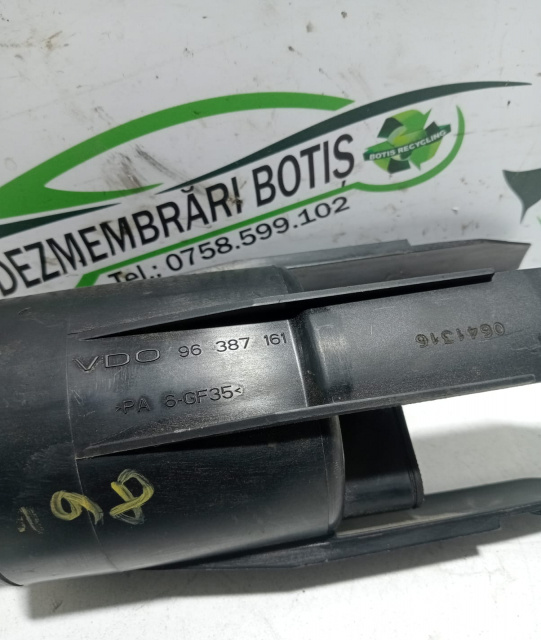 BOTIS RECYCLING
DEZMEMBRĂRI BOTIȘ
Tel.: 0758.599.102
VDO 96 387 161
0641316
>PA 6-GF35<